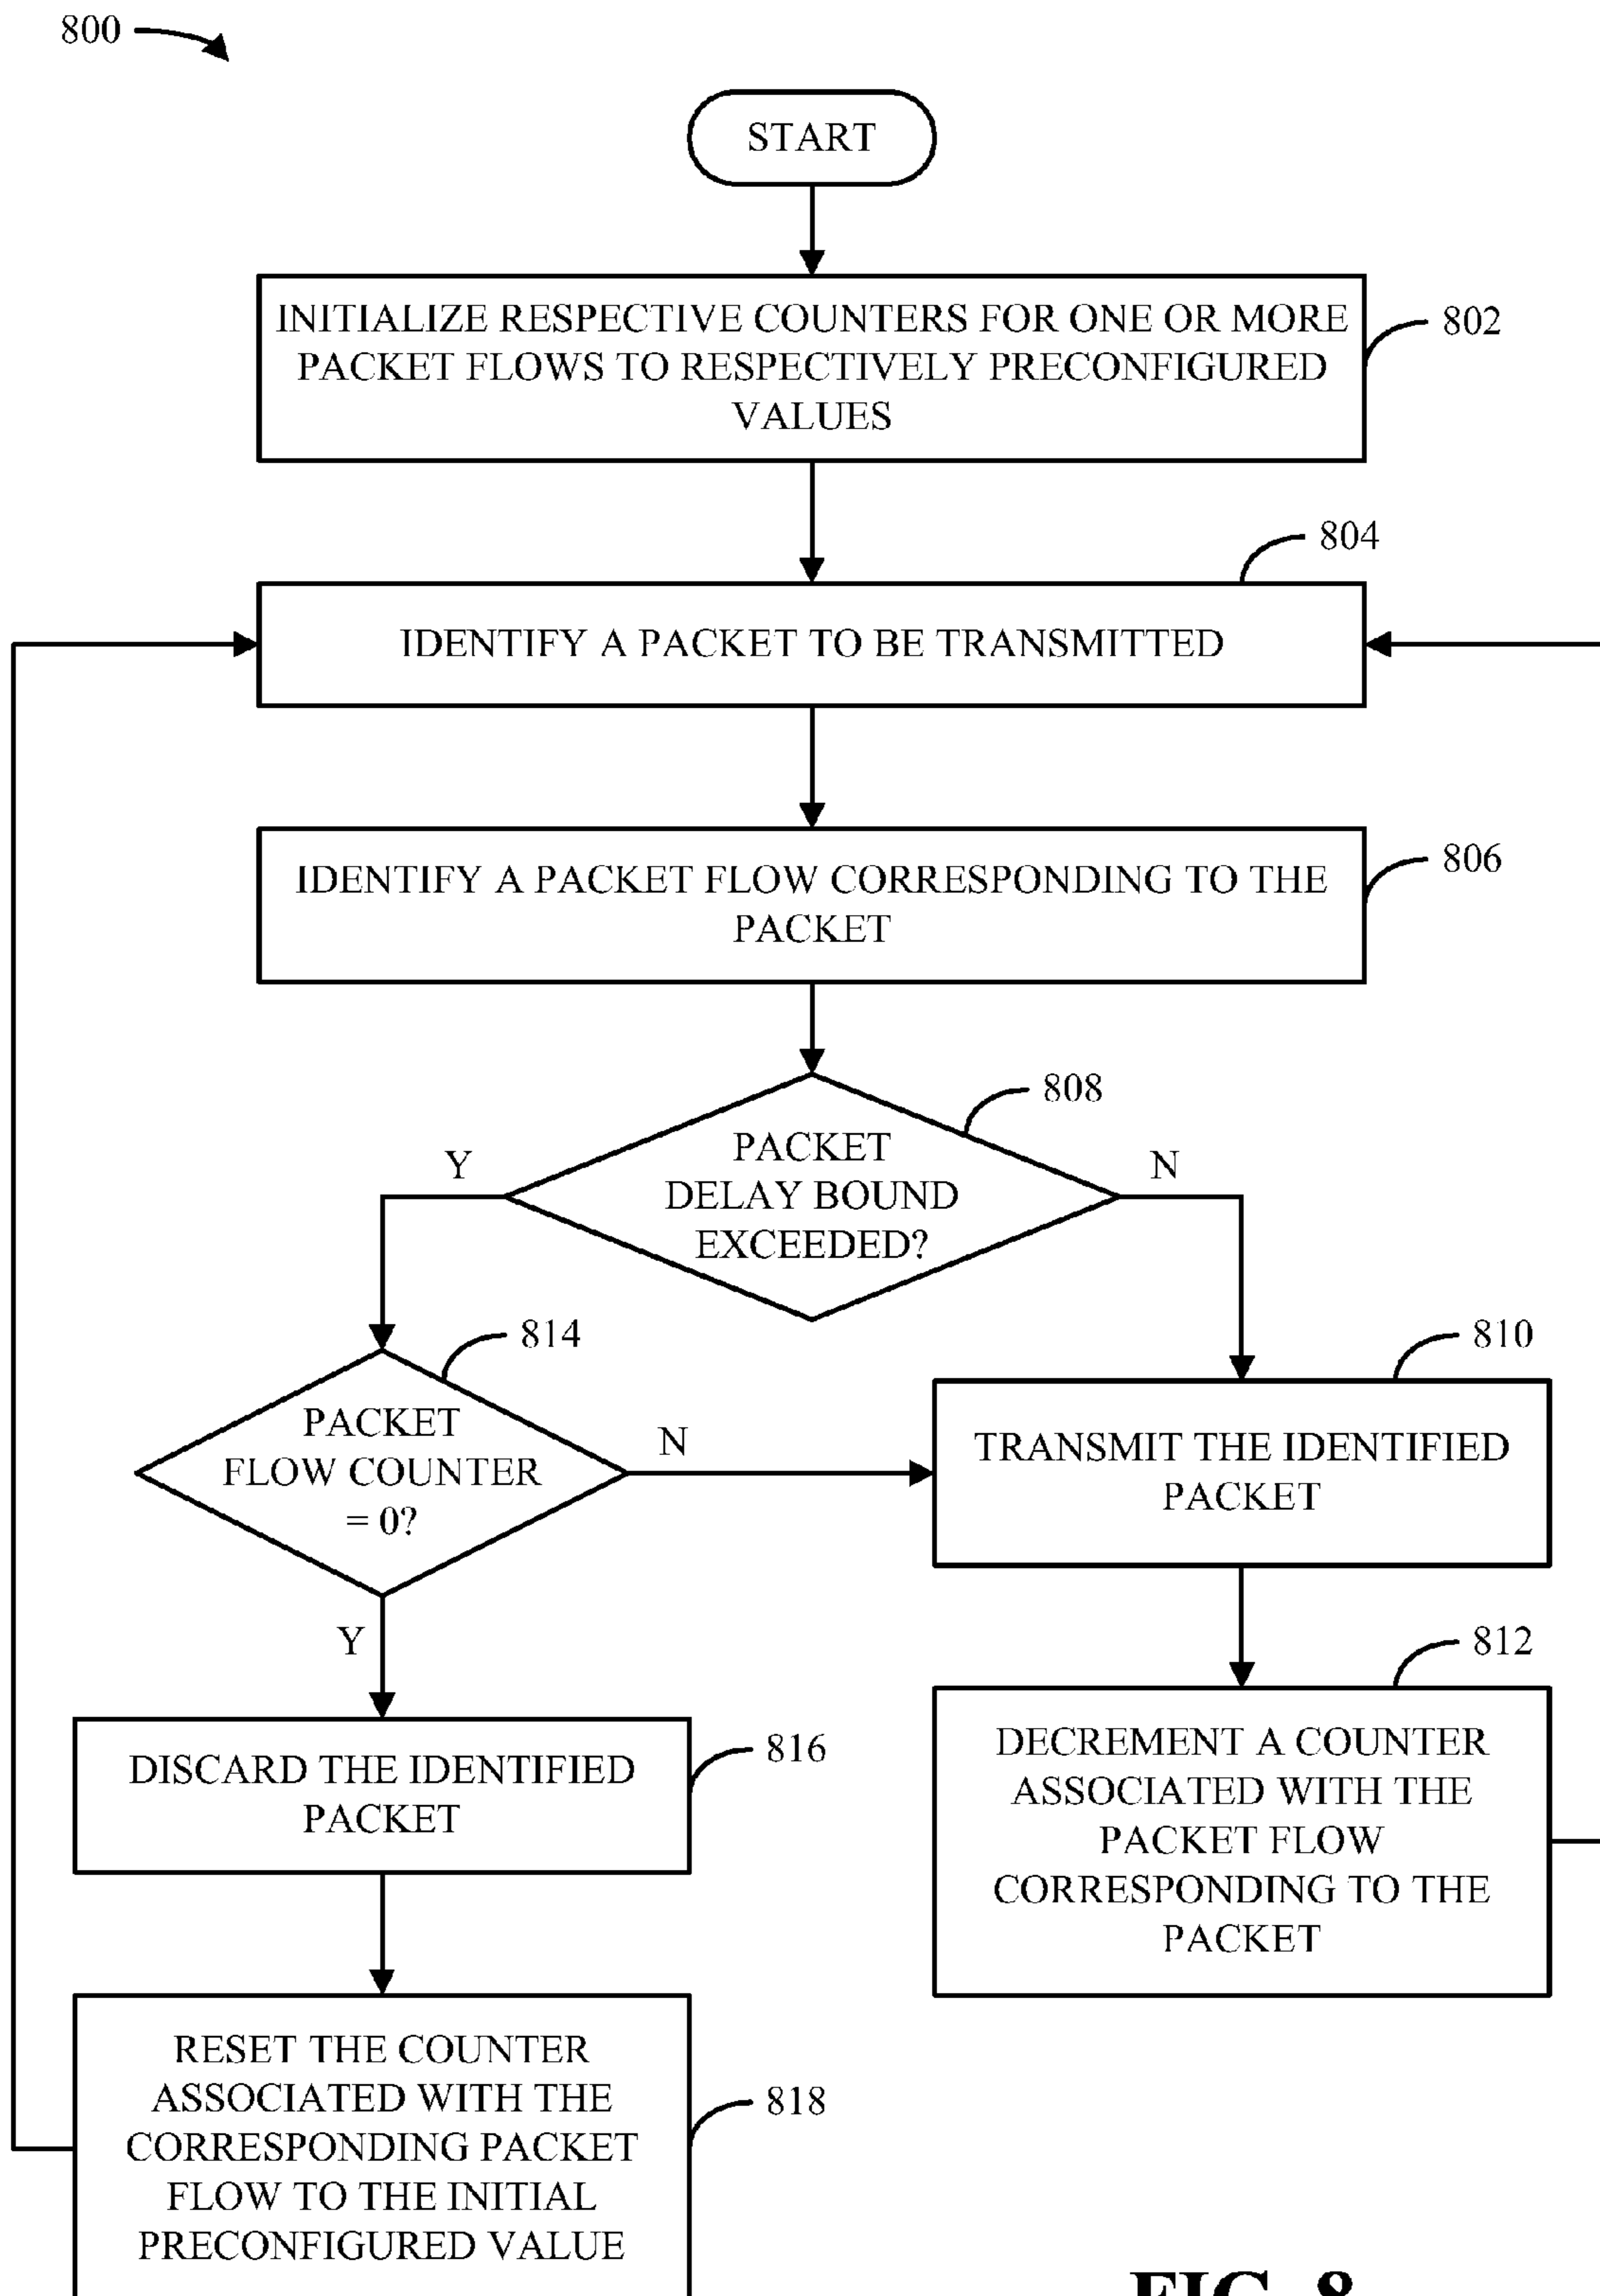 800
START
INITIALIZE RESPECTIVE COUNTERS FOR ONE OR MORE
PACKET FLOWS TO RESPECTIVELY PRECONFIGURED
VALUES
802
804
IDENTIFY A PACKET TO BE TRANSMITTED
IDENTIFY A PACKET FLOW CORRESPONDING TO THE
PACKET
806
808
PACKET
DELAY BOUND
EXCEEDED?
Y
N
814
PACKET
FLOW COUNTER
= 0?
N
Y
810
TRANSMIT THE IDENTIFIED
PACKET
812
DECREMENT A COUNTER
ASSOCIATED WITH THE
PACKET FLOW
CORRESPONDING TO THE
PACKET
816
DISCARD THE IDENTIFIED
PACKET
RESET THE COUNTER
ASSOCIATED WITH THE
CORRESPONDING PACKET
FLOW TO THE INITIAL
PRECONFIGURED VALUE
818
FIG. 8